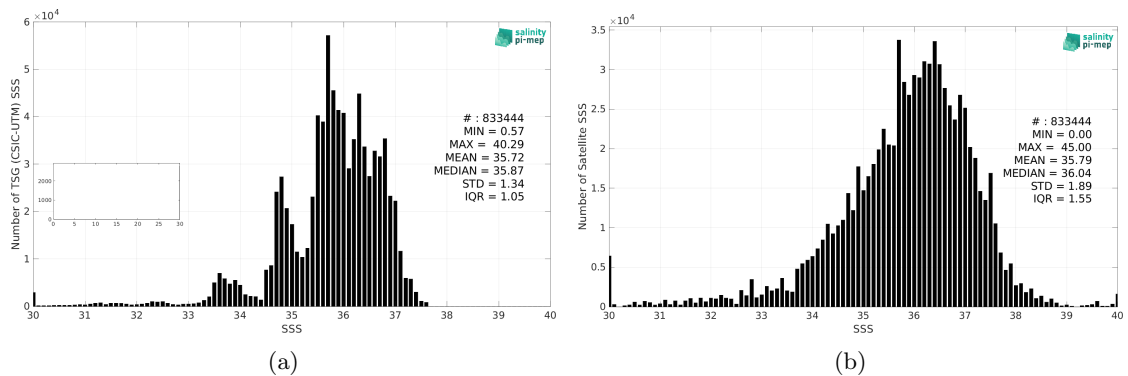 ×10⁴
6
5
4
3
2
1
0
Number of TSG (CSIC-UTM) SSS
salinity
pi-mep
# : 833444
MIN = 0.57
MAX = 40.29
MEAN = 35.72
MEDIAN = 35.87
STD = 1.34
IQR = 1.05
2000
1000
0
0 5 10 15 20 25 30
30 31 32 33 34 35 36 37 38 39 40
SSS
(a)
×10⁴
3.5
3
2.5
2
1.5
1
0.5
0
Number of Satellite SSS
salinity
pi-mep
# : 833444
MIN = 0.00
MAX = 45.00
MEAN = 35.79
MEDIAN = 36.04
STD = 1.89
IQR = 1.55
30 31 32 33 34 35 36 37 38 39 40
SSS
(b)